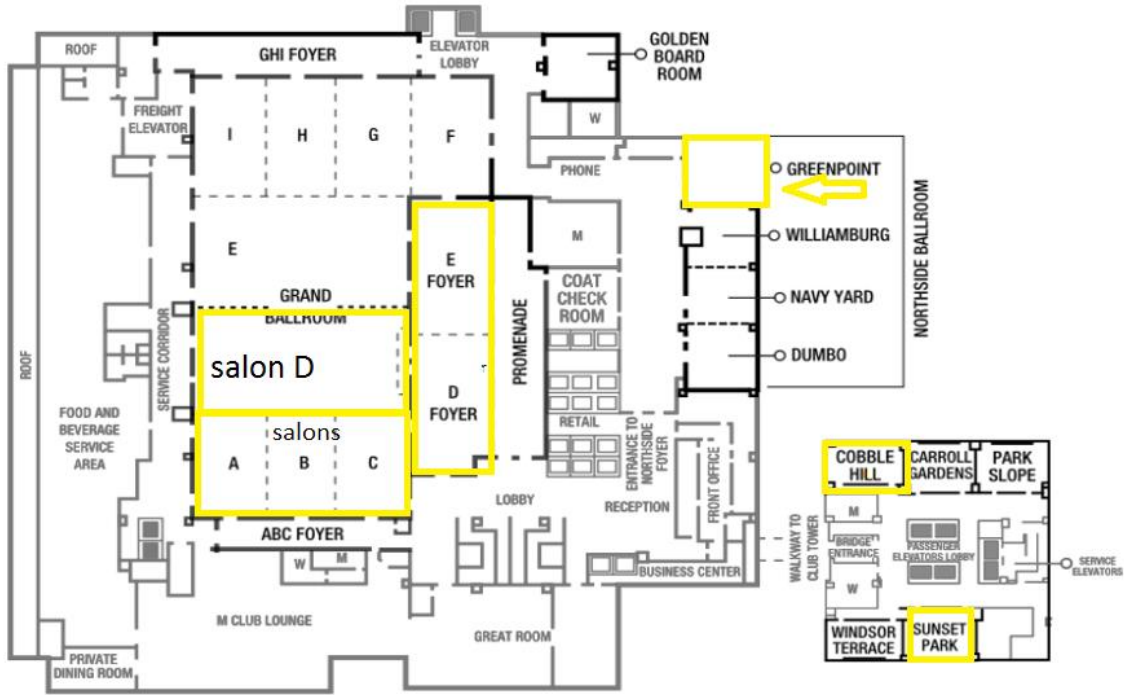 ROOF
GHI FOYER
ELEVATOR
LOBBY
GOLDEN
BOARD
ROOM
FREIGHT
ELEVATOR
I
H
G
F
W
PHONE
GREENPOINT
E
E
FOYER
M
WILLIAMBURG
NORTHSIDE BALLROOM
GRAND
BALLROOM
COAT
CHECK
ROOM
NAVY YARD
PROMENADE
ROOF
SERVICE CORRIDOR
salon D
D
FOYER
DUMBO
FOOD AND
BEVERAGE
SERVICE
AREA
salons
A
B
C
RETAIL
ENTRANCE TO
NORTHSIDE
FOYER
FRONT OFFICE
LOBBY
RECEPTION
ABC FOYER
W
M
BUSINESS CENTER
M CLUB LOUNGE
GREAT ROOM
PRIVATE
DINING ROOM
WALKWAY TO
CLUB TOWER
COBBLE
HILL
CARROLL
GARDENS
PARK
SLOPE
M
BRIDGE
ENTRANCE
PASSENGER
ELEVATORS LOBBY
SERVICE
ELEVATORS
W
WINDSOR
TERRACE
SUNSET
PARK